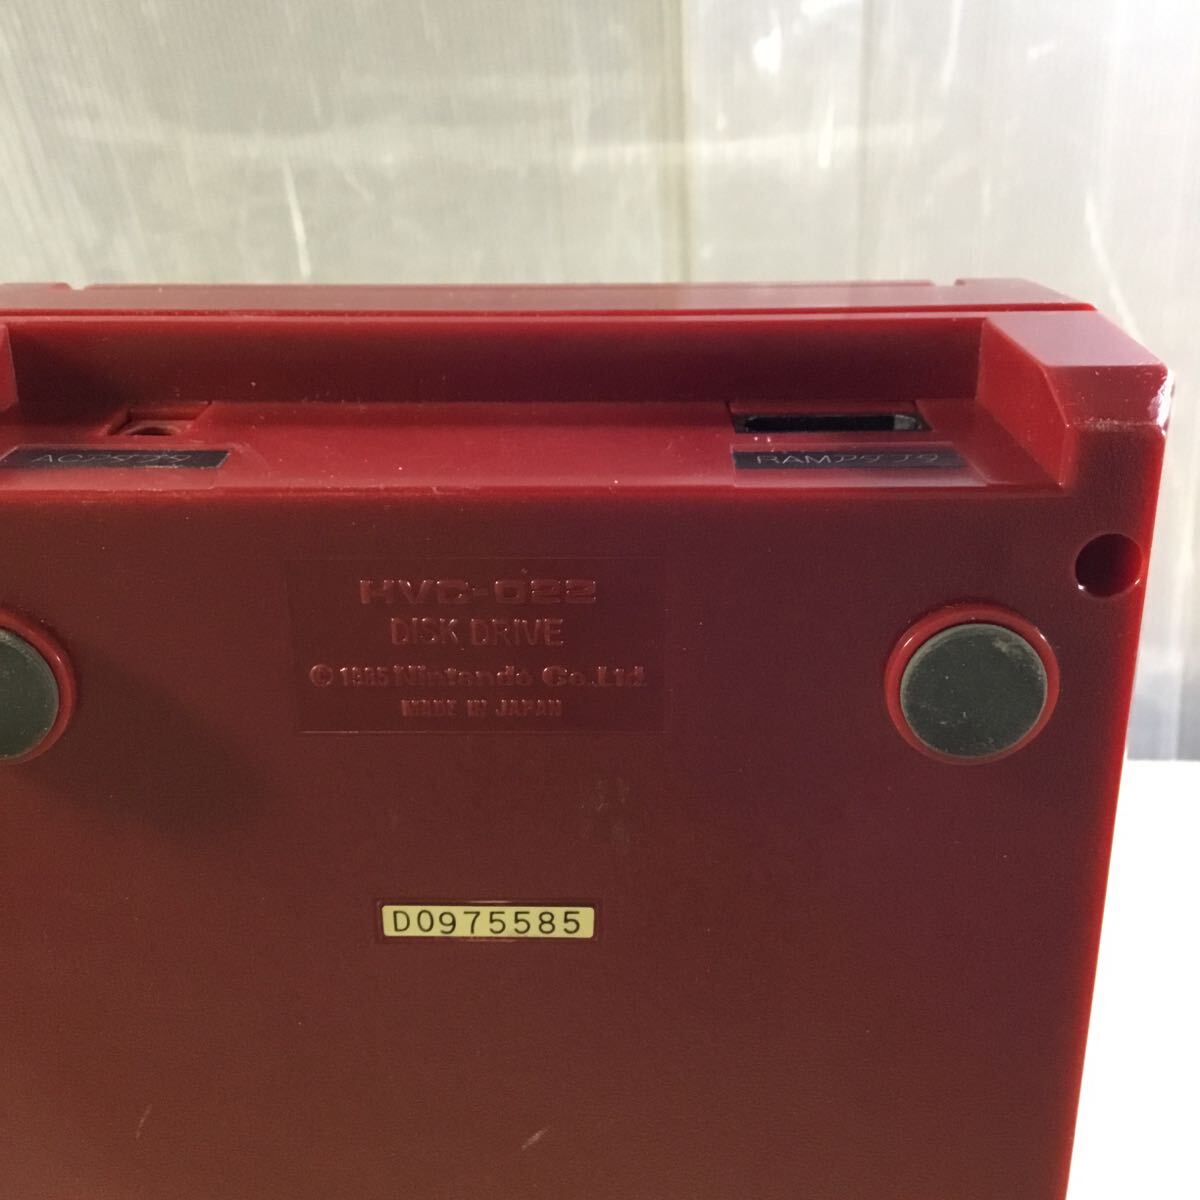 ACアダプタ
RAMアダプタ
HVC-022
DISK DRIVE
© 1985 Nintendo Co.,Ltd.
MADE IN JAPAN
D0975585